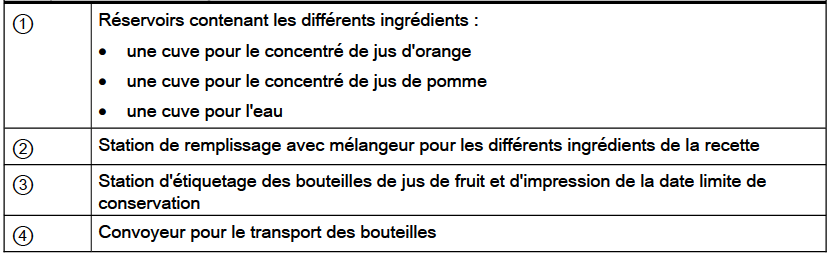 ① Réservoirs contenant les différents ingrédients :
• une cuve pour le concentré de jus d'orange
• une cuve pour le concentré de jus de pomme
• une cuve pour l'eau
② Station de remplissage avec mélangeur pour les différents ingrédients de la recette
③ Station d'étiquetage des bouteilles de jus de fruit et d'impression de la date limite de
conservation
④ Convoyeur pour le transport des bouteilles